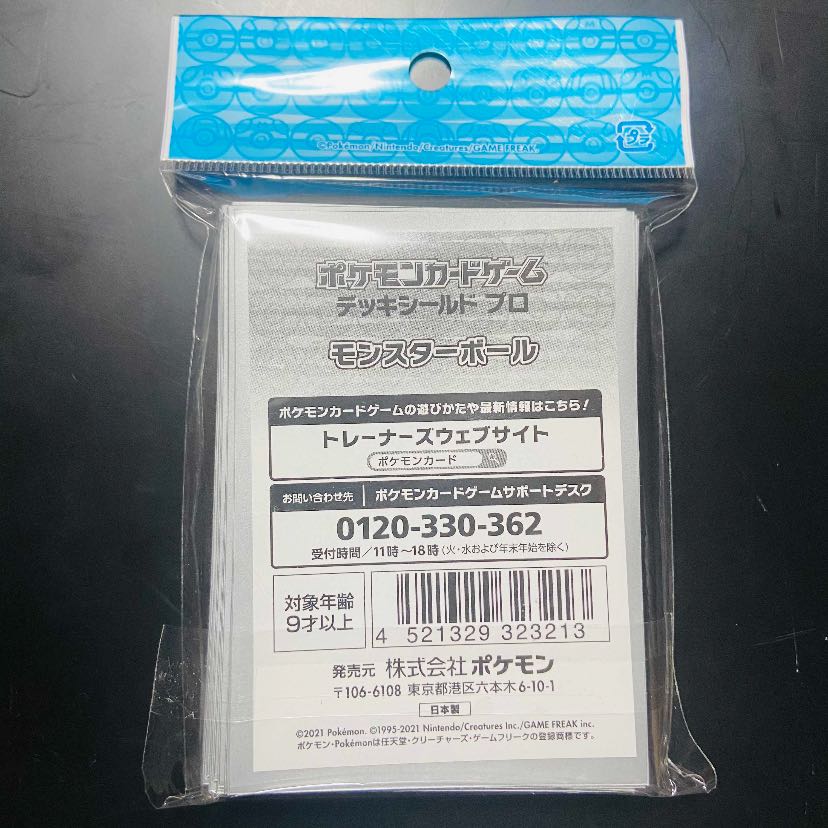 ©Pokémon/Nintendo/Creatures/GAME FREAK.
プラ
ポケモンカードゲーム
デッキシールド プロ
モンスターボール
ポケモンカードゲームの遊びかたや最新情報はこちら!
トレーナーズウェブサイト
ポケモンカード
お問い合わせ先 ポケモンカードゲームサポートデスク
0120-330-362
受付時間/11時~18時(火・水および年末年始を除く)
対象年齢
9才以上
4 521329 323213
発売元 株式会社ポケモン
〒106-6108 東京都港区六本木6-10-1
日本製
©2021 Pokémon. ©1995-2021 Nintendo/Creatures Inc./GAME FREAK inc.
ポケモン・Pokémonは任天堂・クリーチャーズ・ゲームフリークの登録商標です。